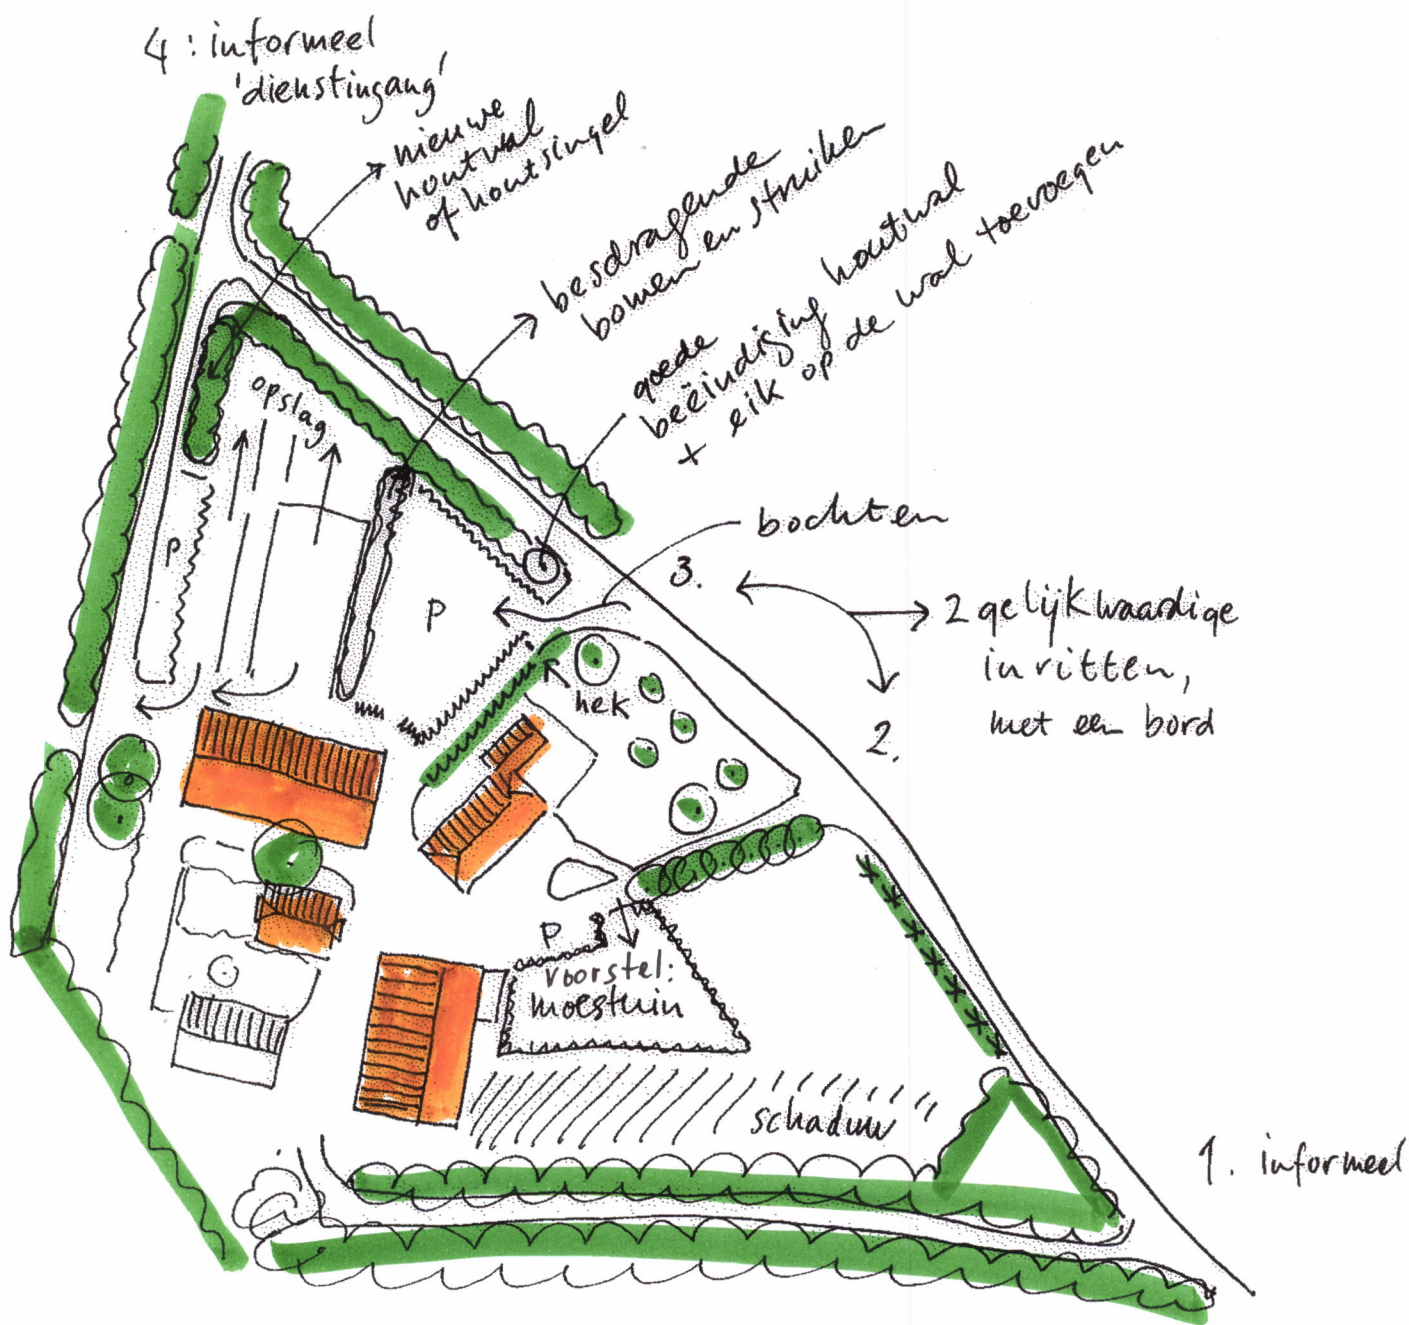 4 : informeel
'dienstingang'
nieuwe
houtwal
of houtsingel
besdragende
bomen en struiken
goede
beëindiging houtwal
+ eik op de wal toevoegen
opslag
bochten
p
3.
p
2 gelijkwaardige
inritten,
met een bord
hek
2.
p
voorstel:
moestuin
schaduw
1. informeel